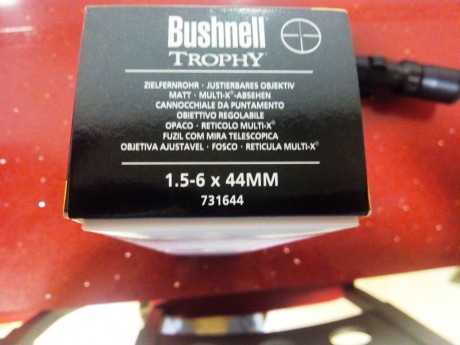 Bushnell
TROPHY®
ZIELFERNROHR · JUSTIERBARES OBJEKTIV
MATT · MULTI-X®-ABSEHEN
CANNOCCHIALE DA PUNTAMENTO
OBIETTIVO REGOLABILE
OPACO · RETICOLO MULTI-X®
FUZIL COM MIRA TELESCOPICA
OBJETIVA AJUSTAVEL · FOSCO · RETICULA MULTI-X®
1.5-6 x 44MM
731644